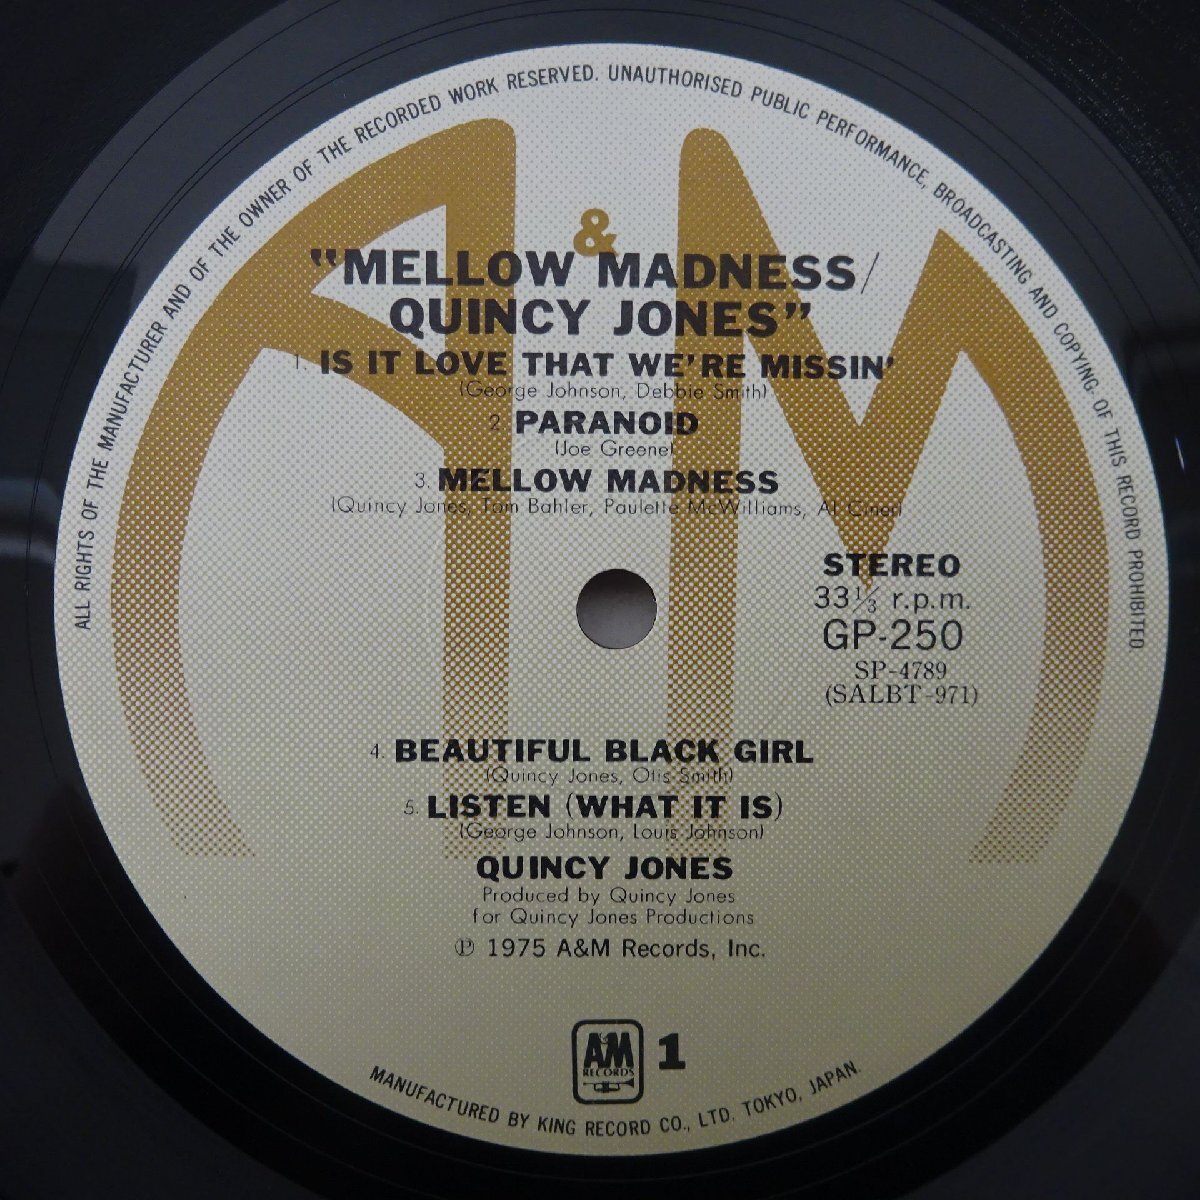 ALL RIGHTS OF THE MANUFACTURER AND OF THE OWNER OF THE RECORDED WORK RESERVED. UNAUTHORISED PUBLIC PERFORMANCE, BROADCASTING AND COPYING OF THIS RECORD PROHIBITED
&
"MELLOW MADNESS/
QUINCY JONES"
1. IS IT LOVE THAT WE'RE MISSIN'
(George Johnson, Debbie Smith)
2. PARANOID
(Joe Greene)
3. MELLOW MADNESS
(Quincy Jones, Tom Bahler, Paulette McWilliams, Al Ciner)
STEREO
33⅓ r.p.m.
GP-250
SP-4789
(SALBT-971)
4. BEAUTIFUL BLACK GIRL
(Quincy Jones, Otis Smith)
5. LISTEN (WHAT IT IS)
(George Johnson, Louis Johnson)
QUINCY JONES
Produced by Quincy Jones
for Quincy Jones Productions
℗ 1975 A&M Records, Inc.
A&M
RECORDS
1
MANUFACTURED BY KING RECORD CO., LTD. TOKYO, JAPAN.